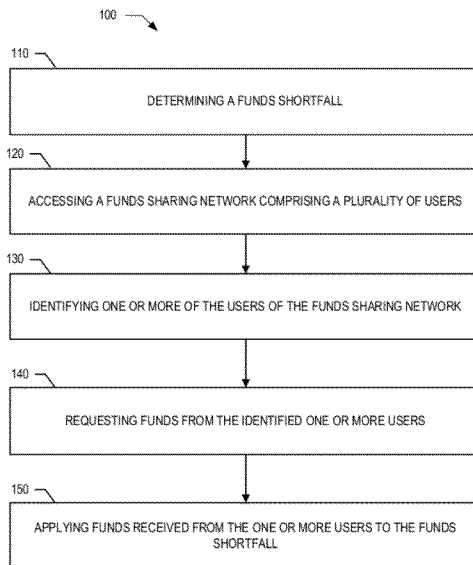 100
110
DETERMINING A FUNDS SHORTFALL
120
ACCESSING A FUNDS SHARING NETWORK COMPRISING A PLURALITY OF USERS
130
IDENTIFYING ONE OR MORE OF THE USERS OF THE FUNDS SHARING NETWORK
140
REQUESTING FUNDS FROM THE IDENTIFIED ONE OR MORE USERS
150
APPLYING FUNDS RECEIVED FROM THE ONE OR MORE USERS TO THE FUNDS
SHORTFALL